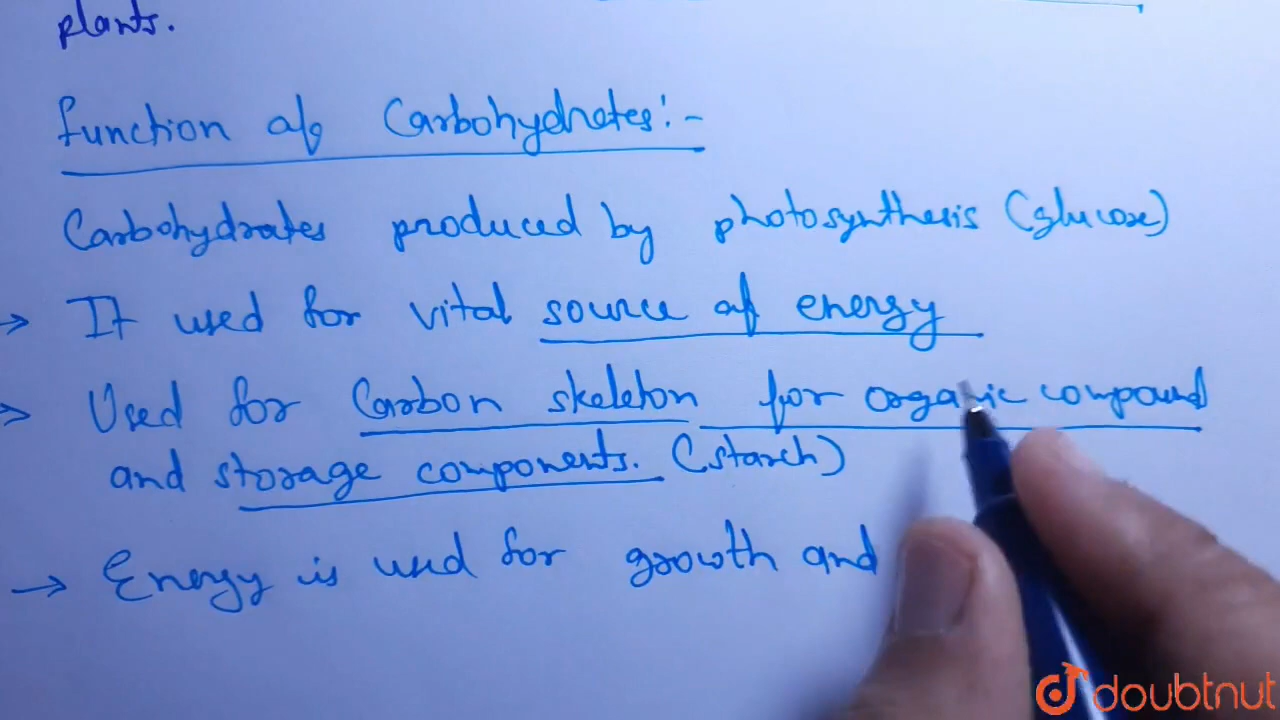 plants.
function of Carbohydrates:-
Carbohydrates produced by photosynthesis (glucose)
→ It used for vital source of energy
→ Used for Carbon skeleton for organic compound
and storage components. (starch)
→ Energy is used for growth and
doubtnut